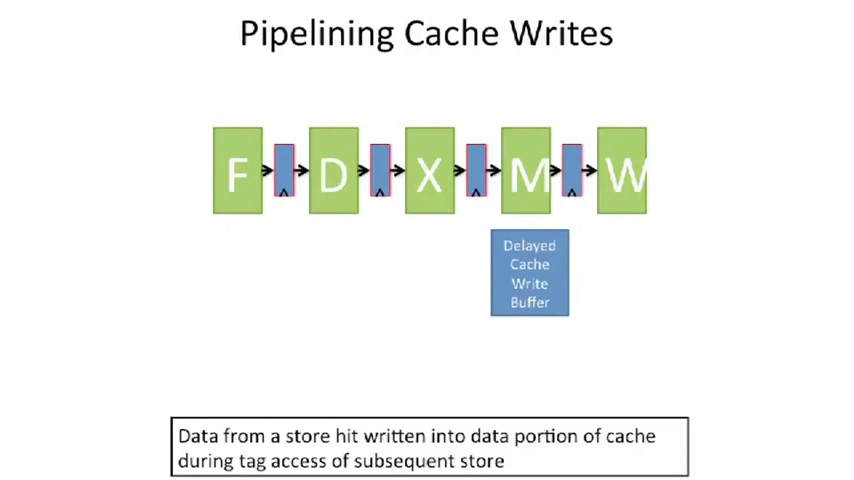 Pipelining Cache Writes
F D X M W
Delayed
Cache
Write
Buffer
Data from a store hit written into data portion of cache
during tag access of subsequent store